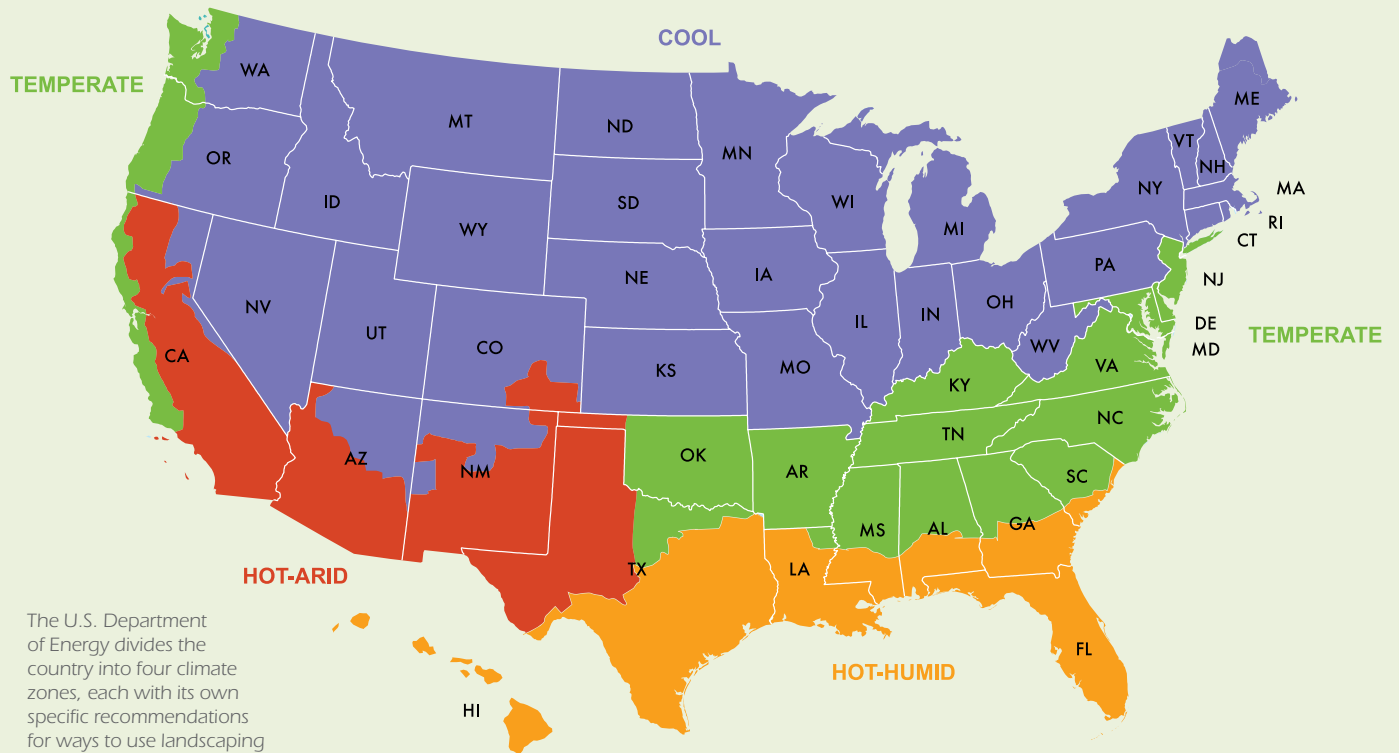 COOL
TEMPERATE
WA
MT
ND
MN
ME
VT
NH
OR
ID
SD
WI
MI
NY
MA
RI
CT
WY
NE
IA
PA
NJ
NV
UT
CO
IL
IN
OH
DE
MD
TEMPERATE
CA
KS
MO
WV
VA
KY
NC
TN
AZ
NM
OK
AR
SC
MS
AL
GA
HOT-ARID
TX
LA
FL
HOT-HUMID
HI
The U.S. Department
of Energy divides the
country into four climate
zones, each with its own
specific recommendations
for ways to use landscaping